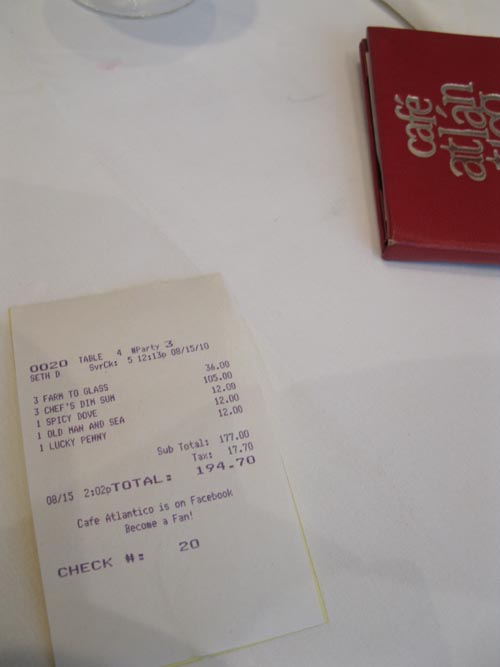 café
atlán
0020 TABLE 4 #Party 3
SETH D SvrCk: 5 12:13p 08/15/10
3 FARM TO GLASS 36.00
3 CHEF'S DIM SUM 105.00
1 SPICY DOVE 12.00
1 OLD MAN AND SEA 12.00
1 LUCKY PENNY 12.00
Sub Total: 177.00
Tax: 17.70
08/15 2:02pTOTAL: 194.70
Cafe Atlantico is on Facebook
Become a Fan!
CHECK #: 20